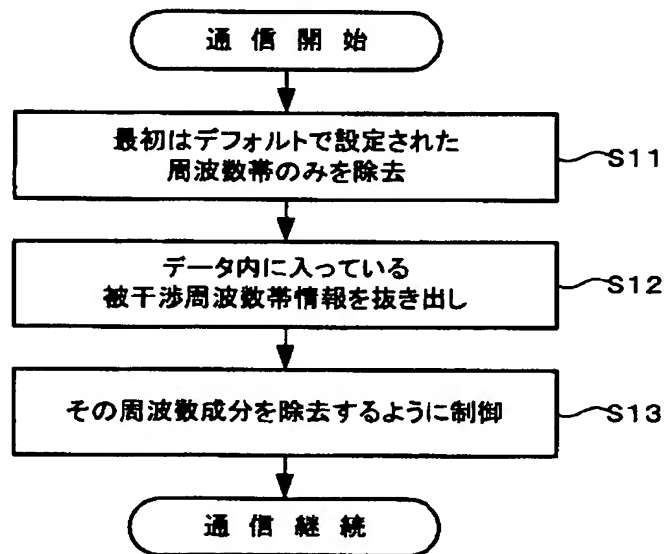 通信開始
最初はデフォルトで設定された
周波数帯のみを除去
S11
データ内に入っている
被干渉周波数帯情報を抜き出し
S12
その周波数成分を除去するように制御
S13
通信継続